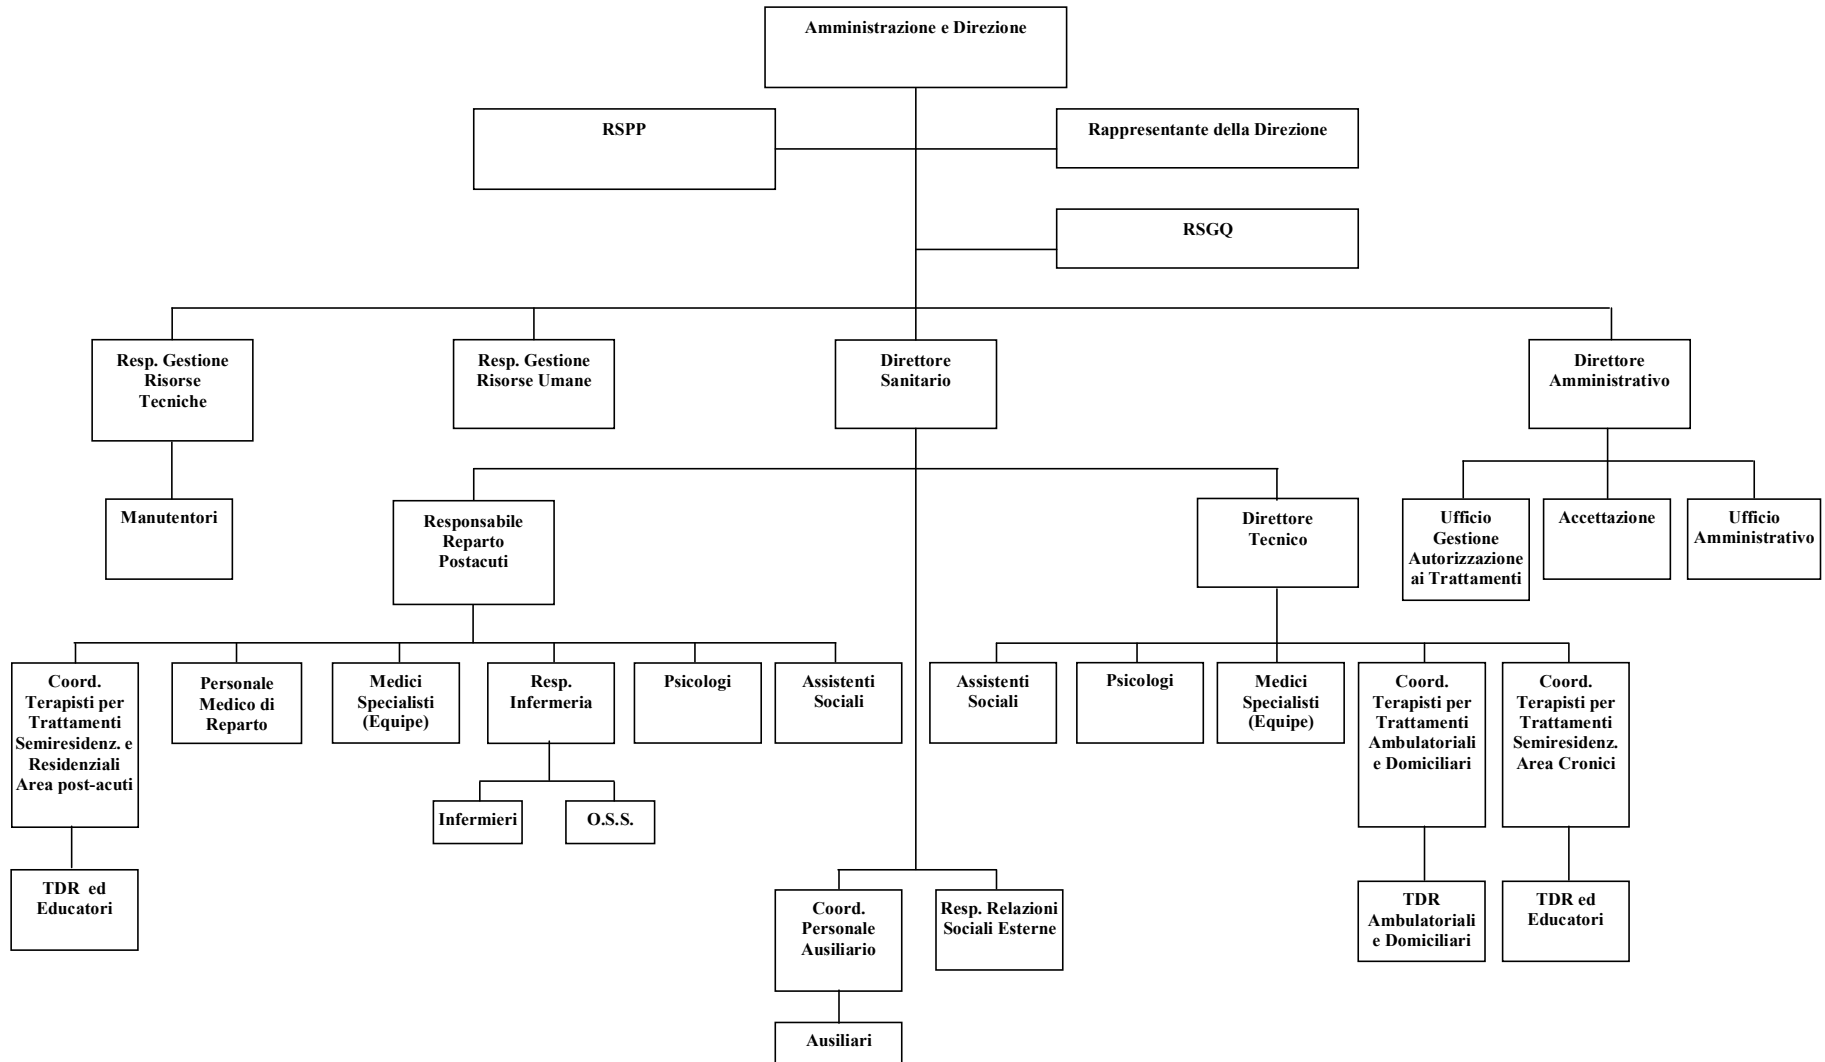 Amministrazione e Direzione
RSPP
Rappresentante della Direzione
RSGQ
Resp. Gestione
Risorse
Tecniche
Resp. Gestione
Risorse Umane
Direttore
Sanitario
Direttore
Amministrativo
Manutentori
Responsabile
Reparto
Postacuti
Direttore
Tecnico
Ufficio
Gestione
Autorizzazione
ai Trattamenti
Accettazione
Ufficio
Amministrativo
Coord.
Terapisti per
Trattamenti
Semiresidenz. e
Residenziali
Area post-acuti
Personale
Medico di
Reparto
Medici
Specialisti
(Equipe)
Resp.
Infermeria
Psicologi
Assistenti
Sociali
Assistenti
Sociali
Psicologi
Medici
Specialisti
(Equipe)
Coord.
Terapisti per
Trattamenti
Ambulatoriali
e Domiciliari
Coord.
Terapisti per
Trattamenti
Semiresidenz.
Area Cronici
Infermieri
O.S.S.
TDR ed
Educatori
Coord.
Personale
Ausiliario
Resp. Relazioni
Sociali Esterne
TDR
Ambulatoriali
e Domiciliari
TDR ed
Educatori
Ausiliari